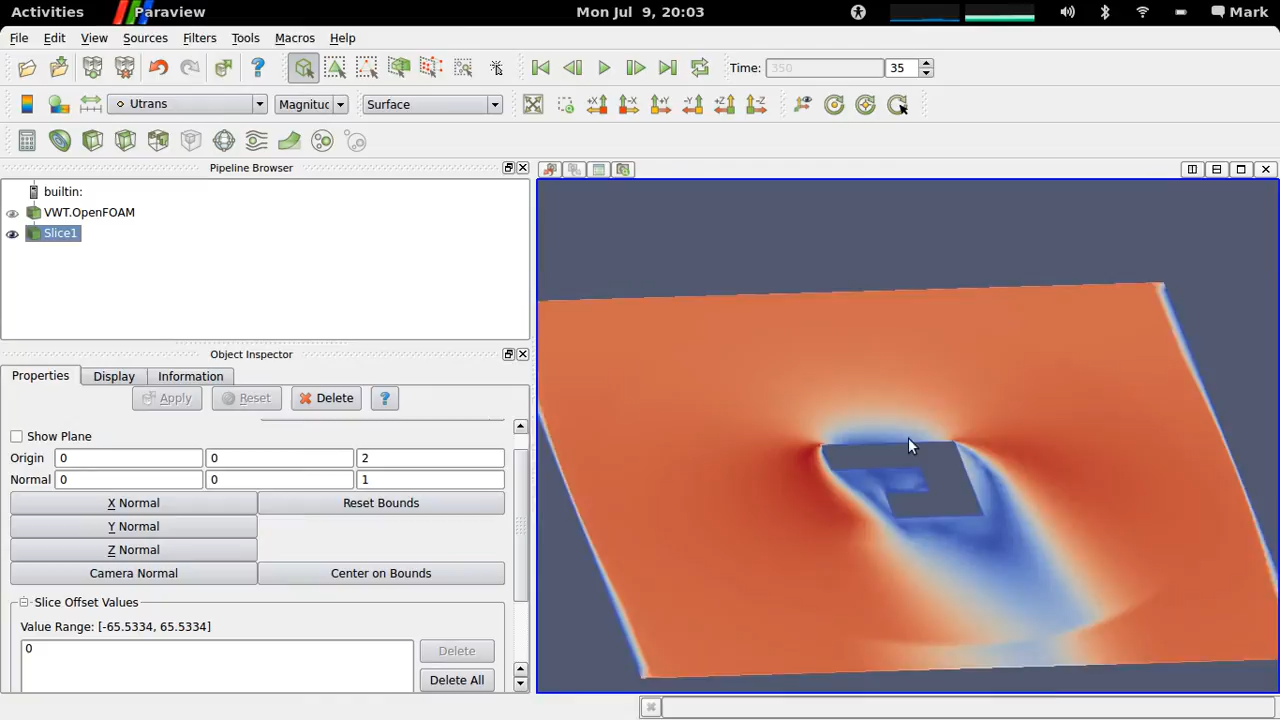 Activities Paraview Mon Jul 9, 20:03 Mark
File Edit View Sources Filters Tools Macros Help
Time: 350 35
Utrans Magnituc Surface
+X -X +Y -Y +Z -Z
Pipeline Browser
builtin:
VWT.OpenFOAM
Slice1
Object Inspector
Properties Display Information
Apply Reset Delete ?
Show Plane
Origin 0 0 2
Normal 0 0 1
X Normal Reset Bounds
Y Normal
Z Normal
Camera Normal Center on Bounds
Slice Offset Values
Value Range: [-65.5334, 65.5334]
0 Delete
Delete All